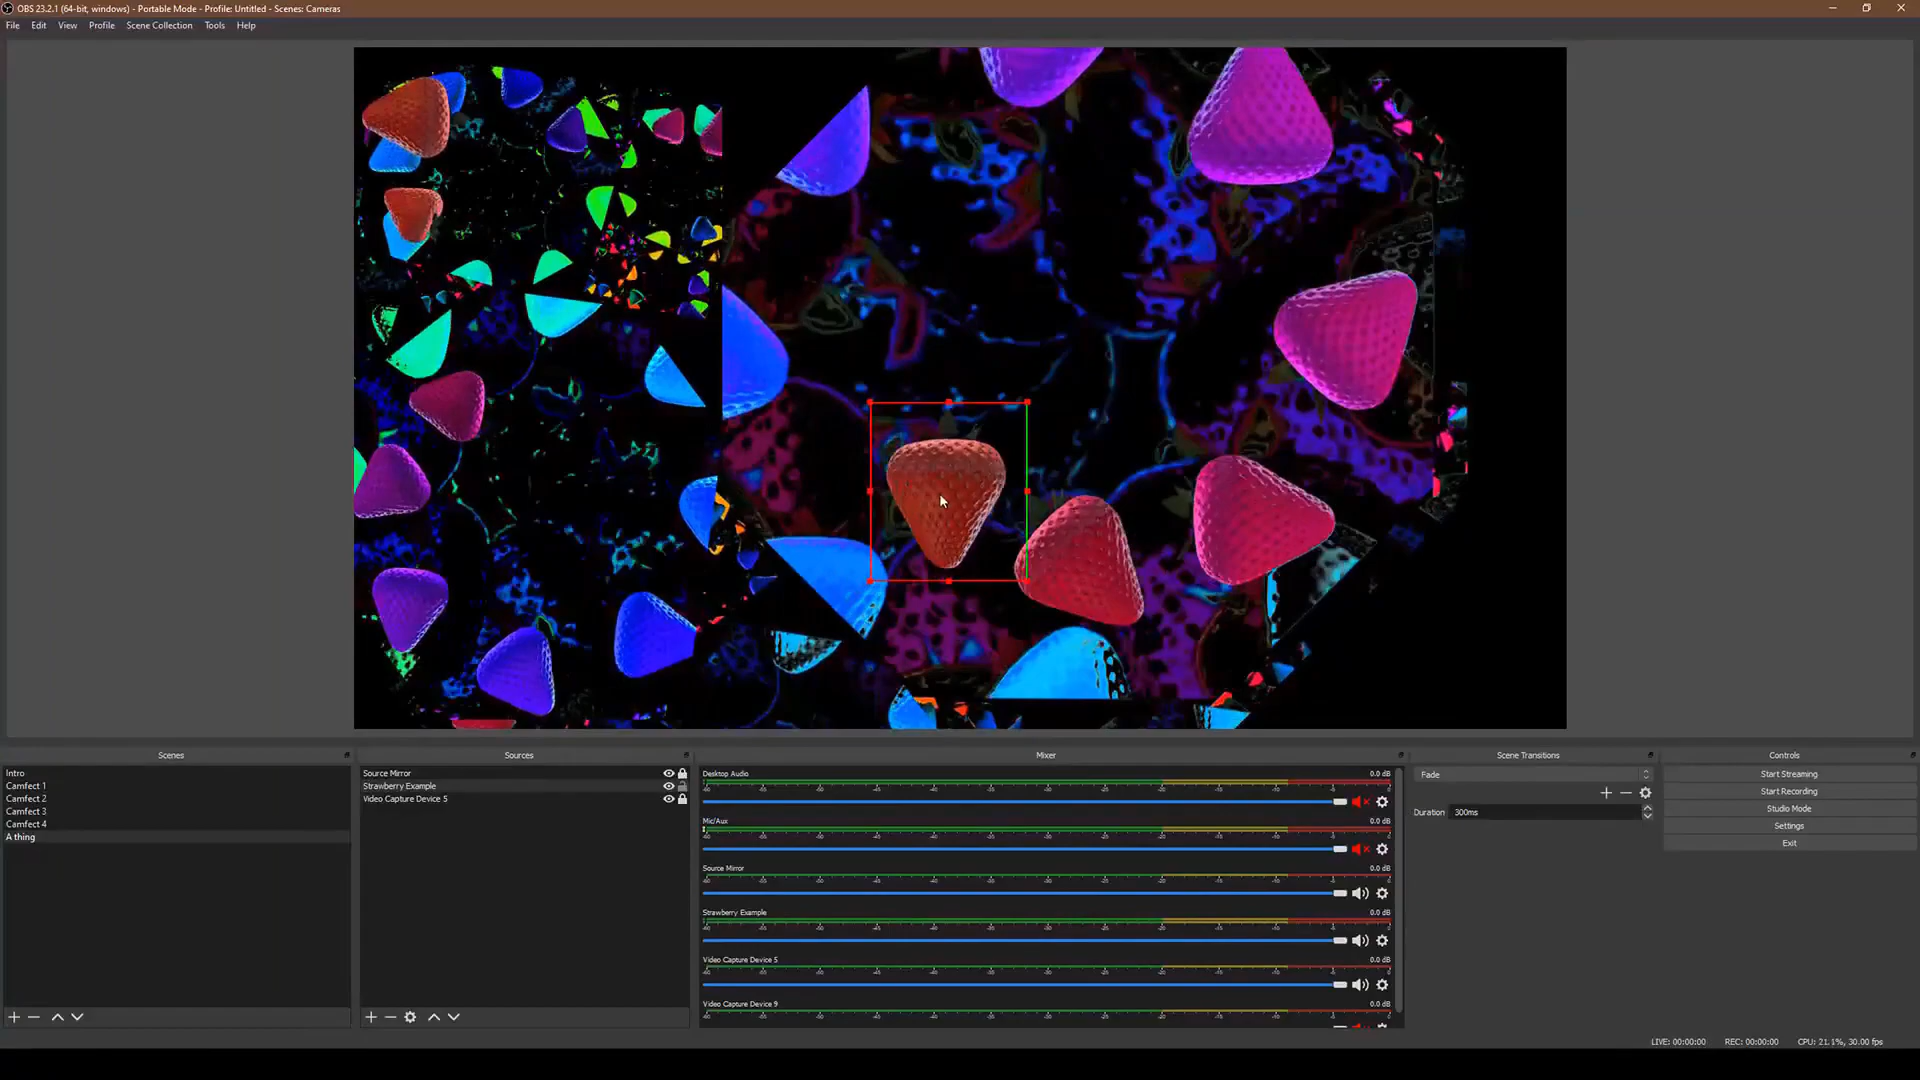 OBS 23.2.1 (64-bit, windows) - Portable Mode - Profile: Untitled - Scenes: Cameras
File Edit View Profile Scene Collection Tools Help
Scenes
Intro
Camfect 1
Camfect 2
Camfect 3
Camfect 4
A thing
Sources
Source Mirror
Strawberry Example
Video Capture Device 5
Mixer
Desktop Audio 0.0 dB
Mic/Aux 0.0 dB
Source Mirror 0.0 dB
Strawberry Example 0.0 dB
Video Capture Device 5 0.0 dB
Video Capture Device 9 0.0 dB
Scene Transitions
Fade
Duration 300ms
Controls
Start Streaming
Start Recording
Studio Mode
Settings
Exit
LIVE: 00:00:00 REC: 00:00:00 CPU: 21.1%, 30.00 fps